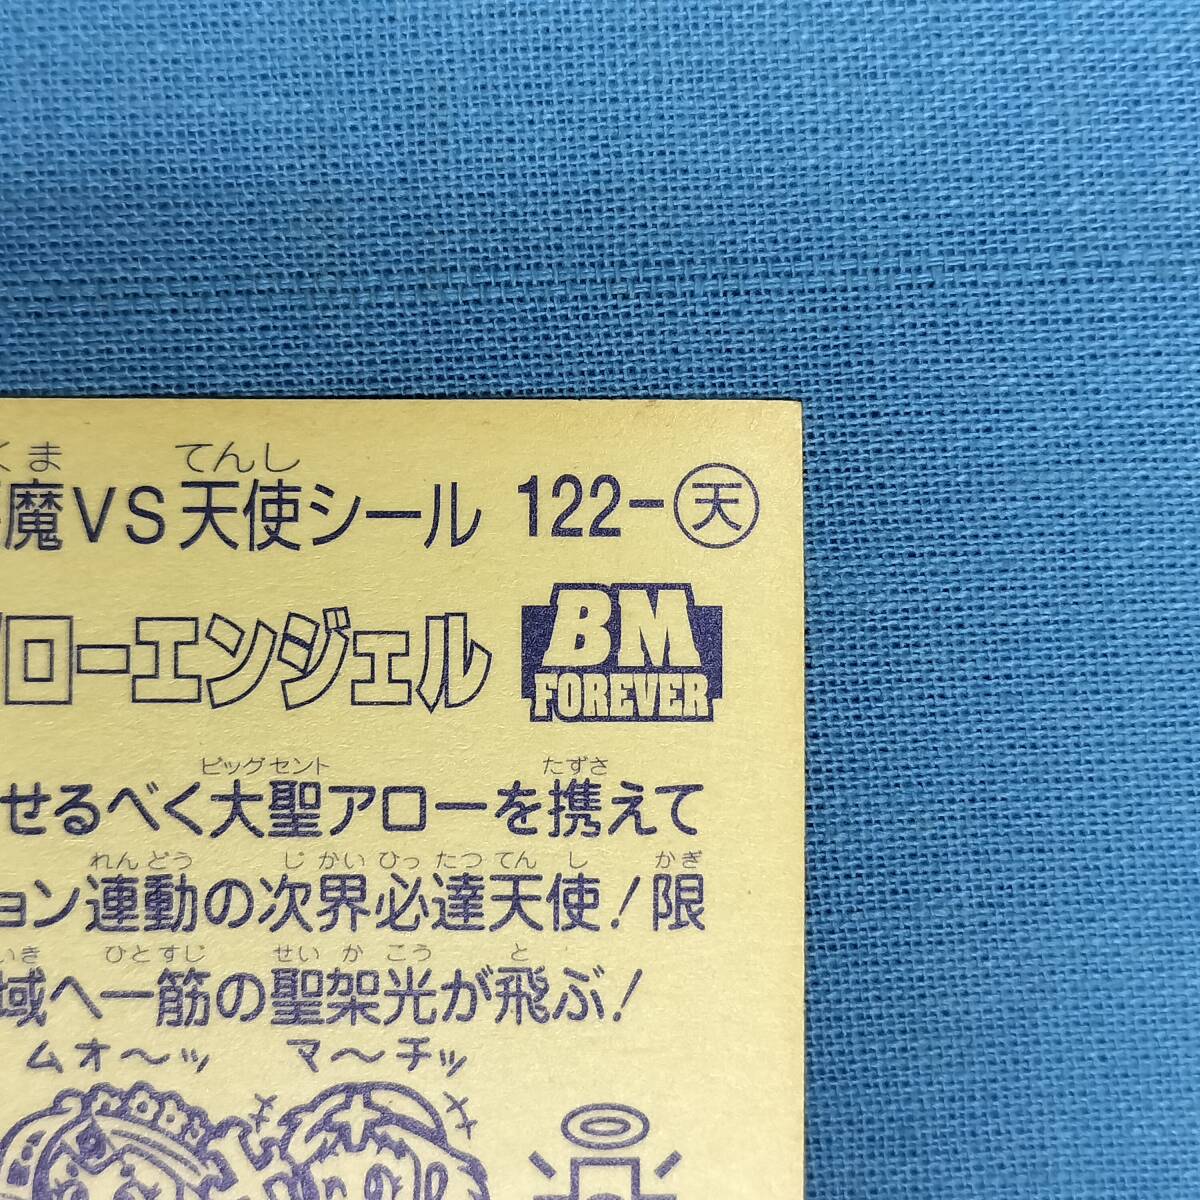 くま てんし
魔VS天使シール 122-天
ローエンジェル
BM
FOREVER
ビッグセント たずさ
せるべく大聖アローを携えて
れんどう じかいひったつてんし かぎ
ョン連動の次界必達天使!限
いき ひとすじ せいかこう と
域へ一筋の聖架光が飛ぶ!
ムオ〜ッ マ〜チッ